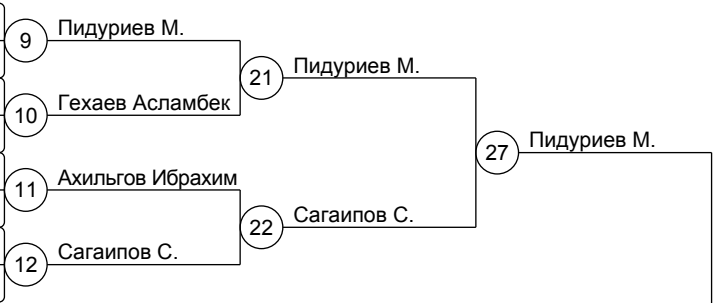 9 Пидуриев М.
21 Пидуриев М.
10 Гехаев Асламбек
27 Пидуриев М.
11 Ахильгов Ибрахим
22 Сагаипов С.
12 Сагаипов С.